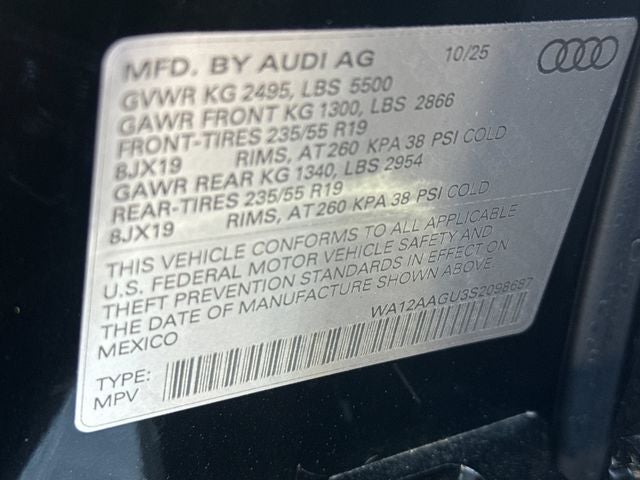 MFD. BY AUDI AG 10/25
GVWR KG 2495, LBS 5500
GAWR FRONT KG 1300, LBS 2866
FRONT-TIRES 235/55 R19
8JX19 RIMS, AT 260 KPA 38 PSI COLD
GAWR REAR KG 1340, LBS 2954
REAR-TIRES 235/55 R19
8JX19 RIMS, AT 260 KPA 38 PSI COLD
THIS VEHICLE CONFORMS TO ALL APPLICABLE
U.S. FEDERAL MOTOR VEHICLE SAFETY AND
THEFT PREVENTION STANDARDS IN EFFECT ON
THE DATE OF MANUFACTURE SHOWN ABOVE.
MEXICO
WA12AAGU3S2098687
TYPE:
MPV